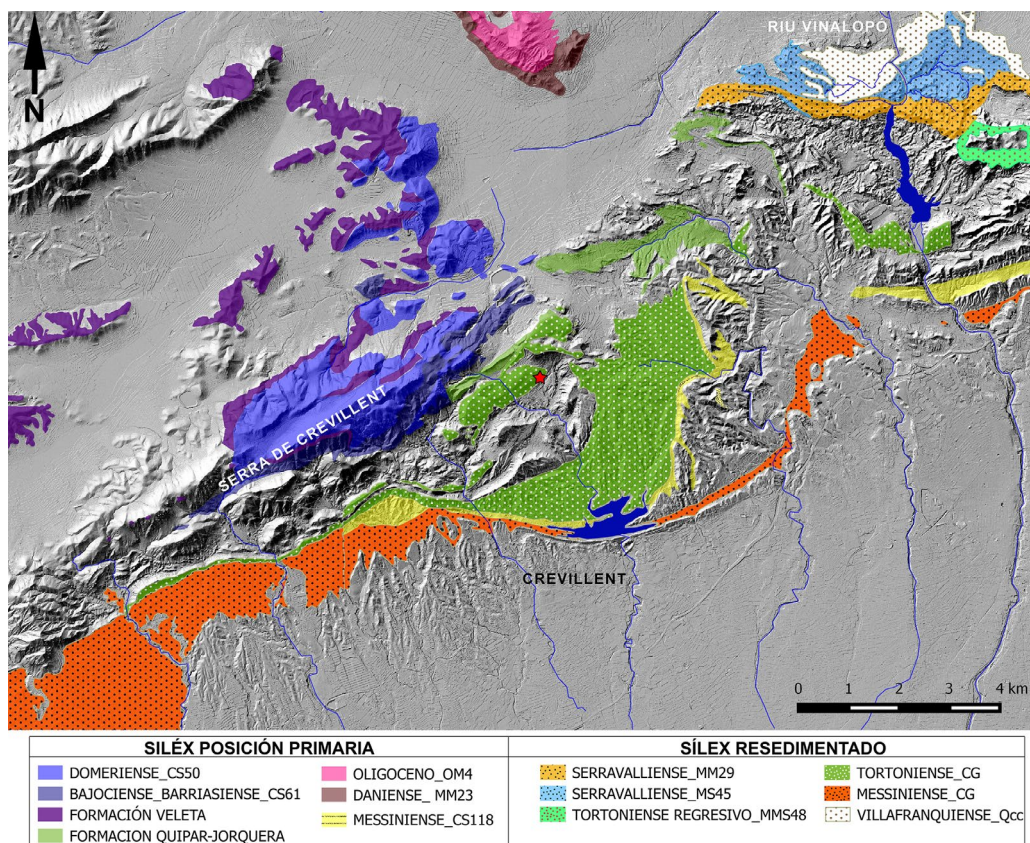 RIU VINALOPÓ
N
SERRA DE CREVILLENT
CREVILLENT
0 1 2 3 4 km
SILÉX POSICIÓN PRIMARIA
SÍLEX RESEDIMENTADO
DOMERIENSE_CS50
BAJOCIENSE_BARRIASIENSE_CS61
FORMACIÓN VELETA
FORMACION QUIPAR-JORQUERA
OLIGOCENO_OM4
DANIENSE_ MM23
MESSINIENSE_CS118
SERRAVALLIENSE_MM29
SERRAVALLIENSE_MS45
TORTONIENSE REGRESIVO_MMS48
TORTONIENSE_CG
MESSINIENSE_CG
VILLAFRANQUIENSE_Qcc